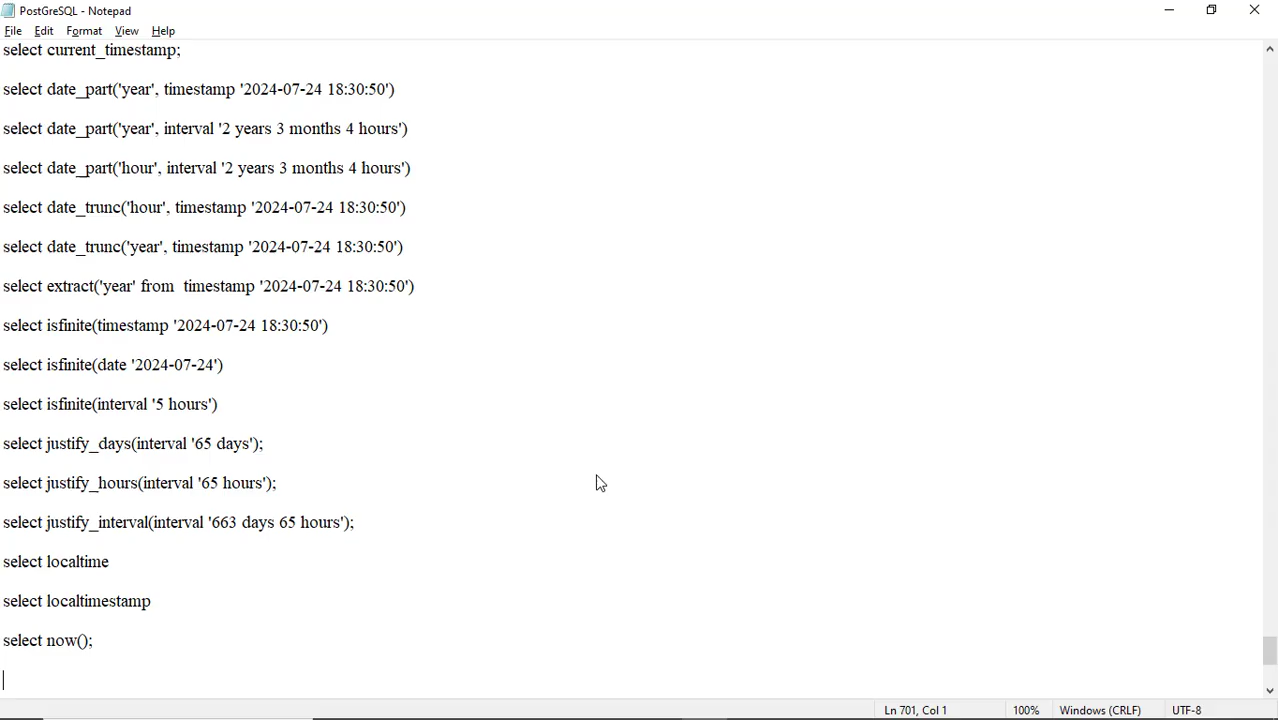 PostGreSQL - Notepad
File Edit Format View Help
select current_timestamp;
select date_part('year', timestamp '2024-07-24 18:30:50')
select date_part('year', interval '2 years 3 months 4 hours')
select date_part('hour', interval '2 years 3 months 4 hours')
select date_trunc('hour', timestamp '2024-07-24 18:30:50')
select date_trunc('year', timestamp '2024-07-24 18:30:50')
select extract('year' from  timestamp '2024-07-24 18:30:50')
select isfinite(timestamp '2024-07-24 18:30:50')
select isfinite(date '2024-07-24')
select isfinite(interval '5 hours')
select justify_days(interval '65 days');
select justify_hours(interval '65 hours');
select justify_interval(interval '663 days 65 hours');
select localtime
select localtimestamp
select now();
Ln 701, Col 1 100% Windows (CRLF) UTF-8